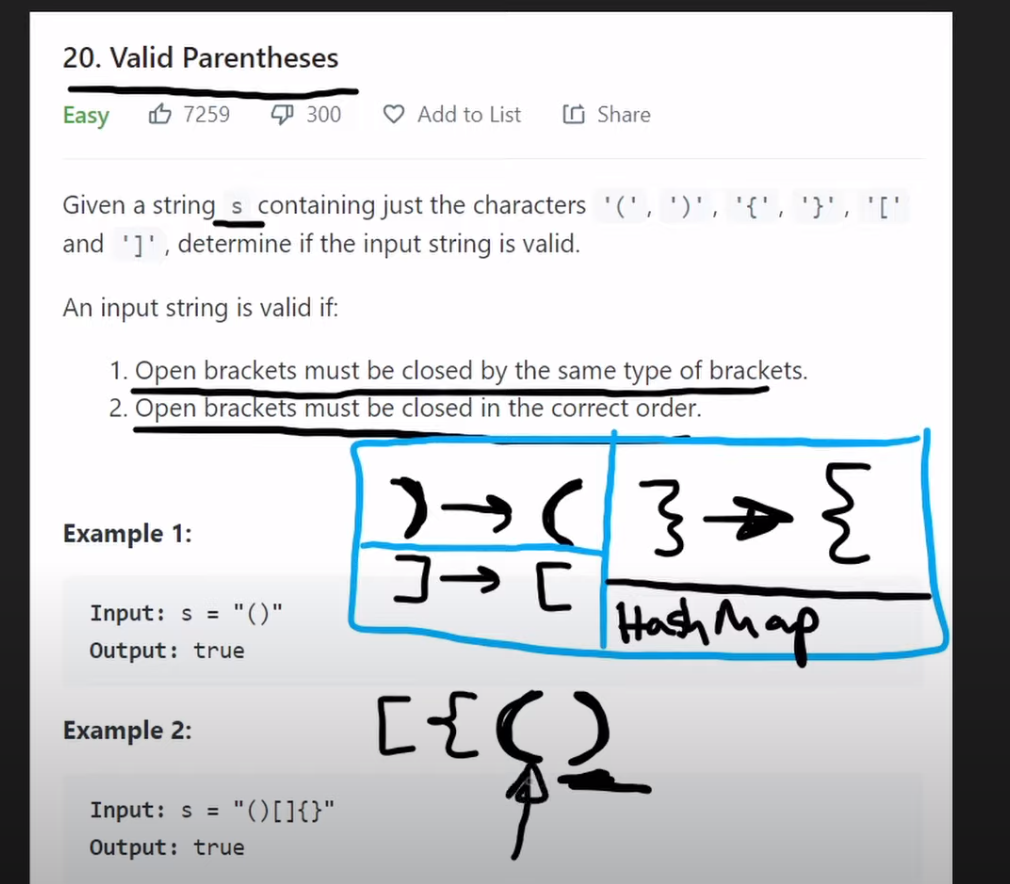 20. Valid Parentheses
Easy 7259 300 Add to List Share
Given a string s containing just the characters '(', ')', '{', '}', '['
and ']', determine if the input string is valid.
An input string is valid if:
1. Open brackets must be closed by the same type of brackets.
2. Open brackets must be closed in the correct order.
) → ( } → {
Example 1:
] → [
Input: s = "()"
HashMap
Output: true
[ { ( )
Example 2:
Input: s = "()[]{}"
Output: true